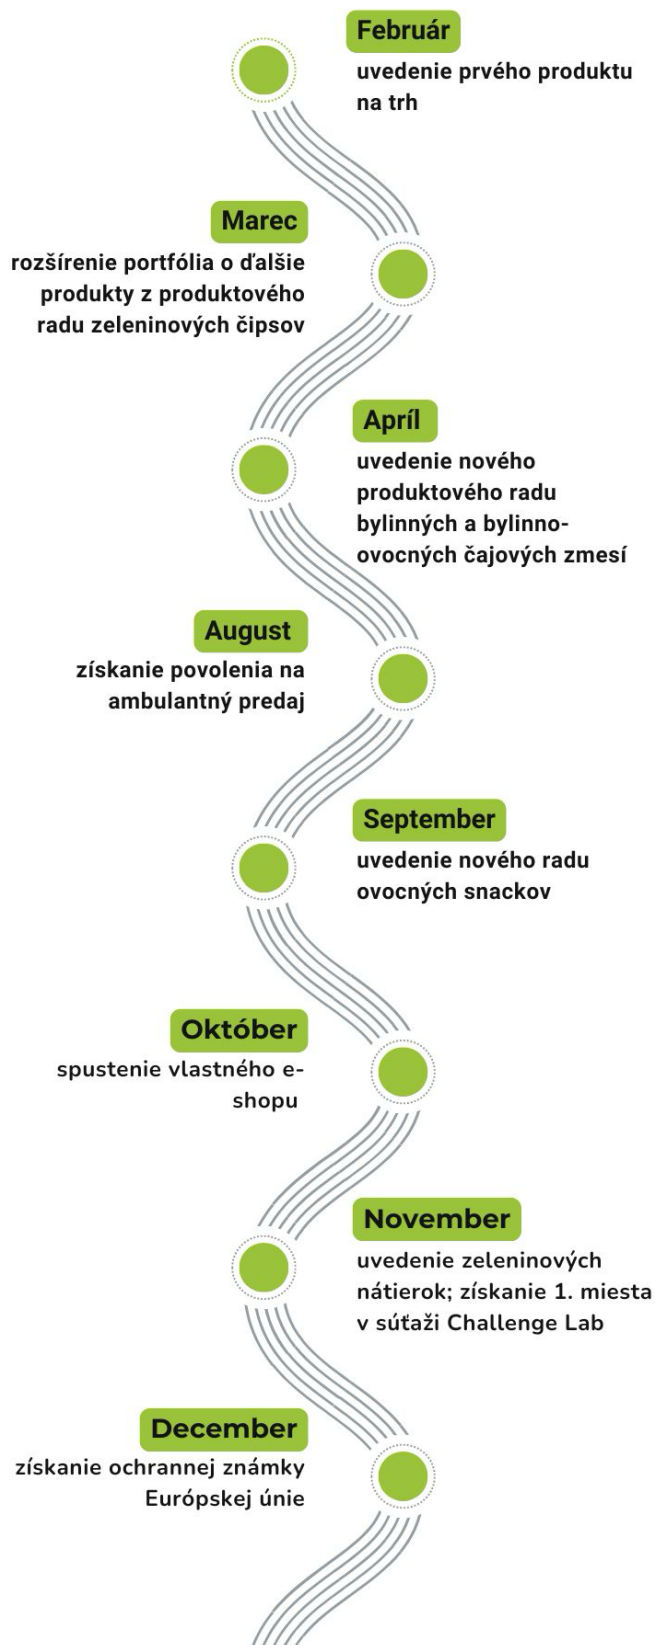 Február
uvedenie prvého produktu
na trh
Marec
rozšírenie portfólia o ďalšie
produkty z produktového
radu zeleninových čipsov
Apríl
uvedenie nového
produktového radu
bylinných a bylinno-
ovocných čajových zmesí
August
získanie povolenia na
ambulantný predaj
September
uvedenie nového radu
ovocných snackov
Október
spustenie vlastného e-
shopu
November
uvedenie zeleninových
nátierok; získanie 1. miesta
v súťaži Challenge Lab
December
získanie ochrannej známky
Európskej únie